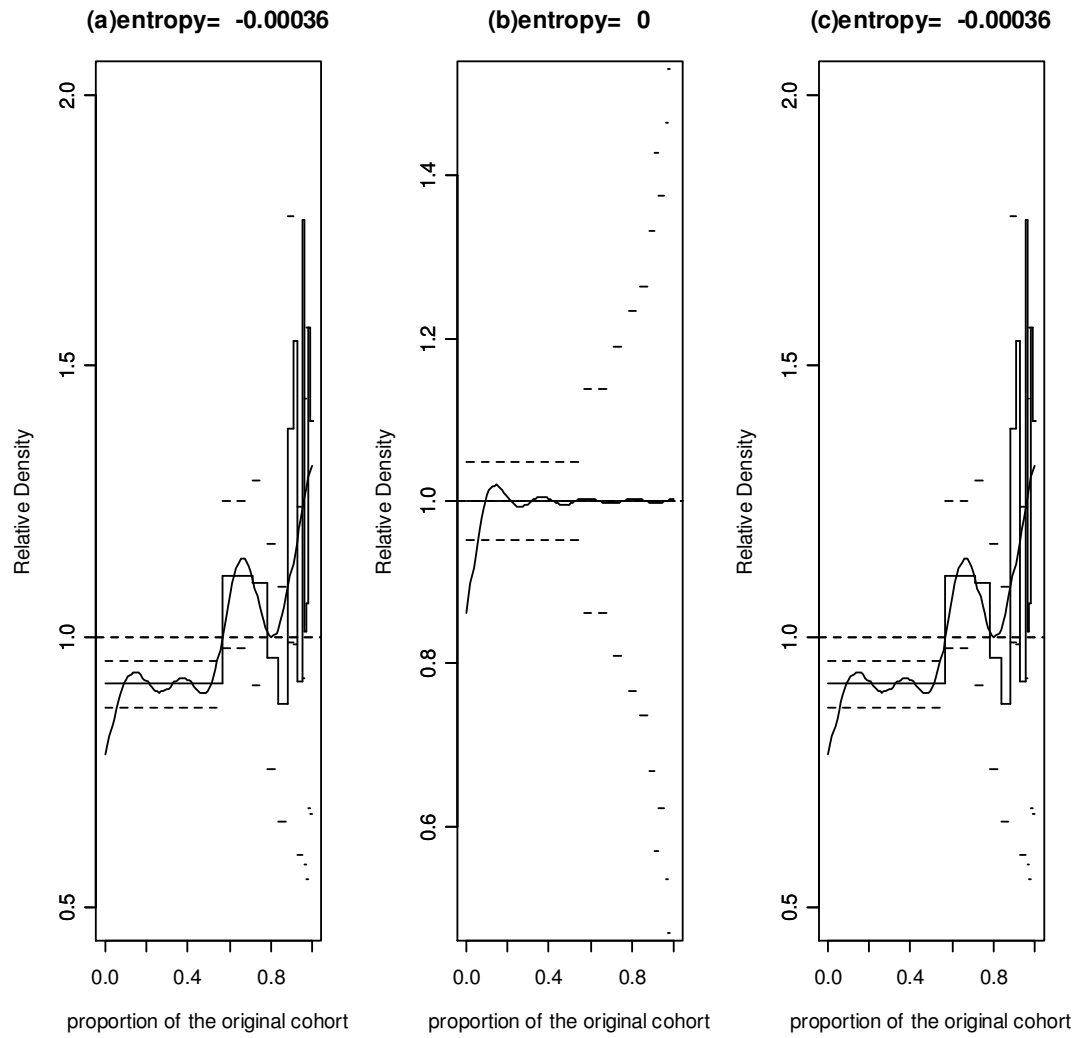 (a)entropy= -0.00036
Relative Density
2.0
1.5
1.0
0.5
0.0 0.4 0.8
proportion of the original cohort
(b)entropy= 0
Relative Density
1.4
1.2
1.0
0.8
0.6
0.0 0.4 0.8
proportion of the original cohort
(c)entropy= -0.00036
Relative Density
2.0
1.5
1.0
0.5
0.0 0.4 0.8
proportion of the original cohort